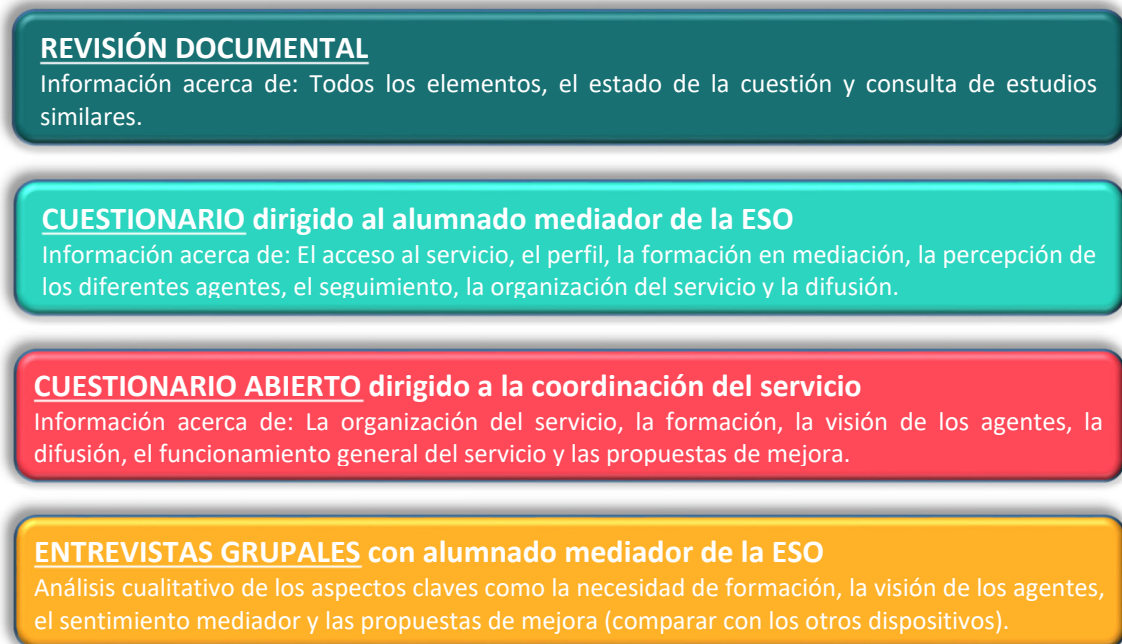 REVISIÓN DOCUMENTAL
Información acerca de: Todos los elementos, el estado de la cuestión y consulta de estudios
similares.
CUESTIONARIO dirigido al alumnado mediador de la ESO
Información acerca de: El acceso al servicio, el perfil, la formación en mediación, la percepción de
los diferentes agentes, el seguimiento, la organización del servicio y la difusión.
CUESTIONARIO ABIERTO dirigido a la coordinación del servicio
Información acerca de: La organización del servicio, la formación, la visión de los agentes, la
difusión, el funcionamiento general del servicio y las propuestas de mejora.
ENTREVISTAS GRUPALES con alumnado mediador de la ESO
Análisis cualitativo de los aspectos claves como la necesidad de formación, la visión de los agentes,
el sentimiento mediador y las propuestas de mejora (comparar con los otros dispositivos).